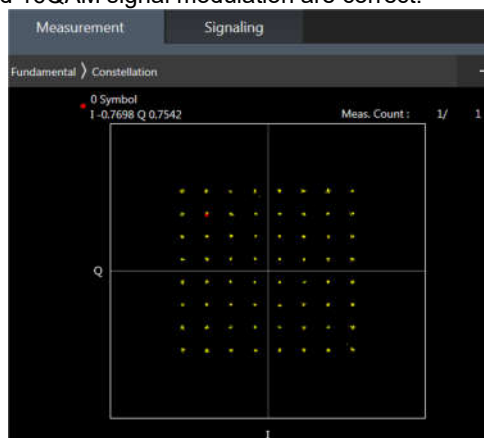 d 16QAM signal modulation are correct.
Measurement Signaling
Fundamental 〉 Constellation
0 Symbol
I -0.7698 Q 0.7542 Meas. Count : 1/ 1
Q
I